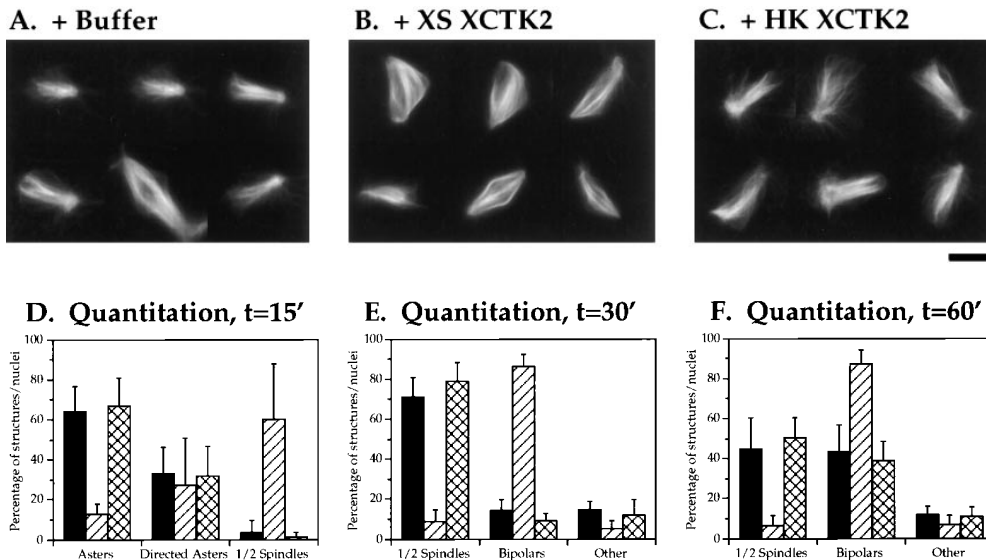 A. + Buffer
B. + XS XCTK2
C. + HK XCTK2
D. Quantitation, t=15′
Percentage of structures/nuclei
100
80
60
40
20
0
Asters
Directed Asters
1/2 Spindles
E. Quantitation, t=30′
Percentage of structures/nuclei
100
80
60
40
20
0
1/2 Spindles
Bipolars
Other
F. Quantitation, t=60′
Percentage of structures/nuclei
100
80
60
40
20
0
1/2 Spindles
Bipolars
Other